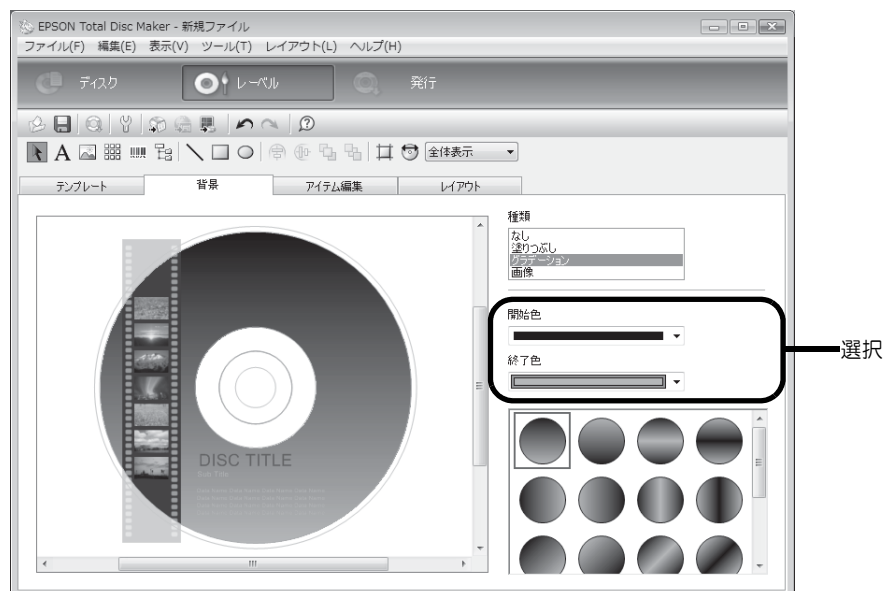 EPSON Total Disc Maker - 新規ファイル
ファイル(F) 編集(E) 表示(V) ツール(T) レイアウト(L) ヘルプ(H)
ディスク レーベル 発行
A 全体表示
テンプレート 背景 アイテム編集 レイアウト
種類
なし
塗りつぶし
グラデーション
画像
開始色
選択
終了色
DISC TITLE
Sub Title